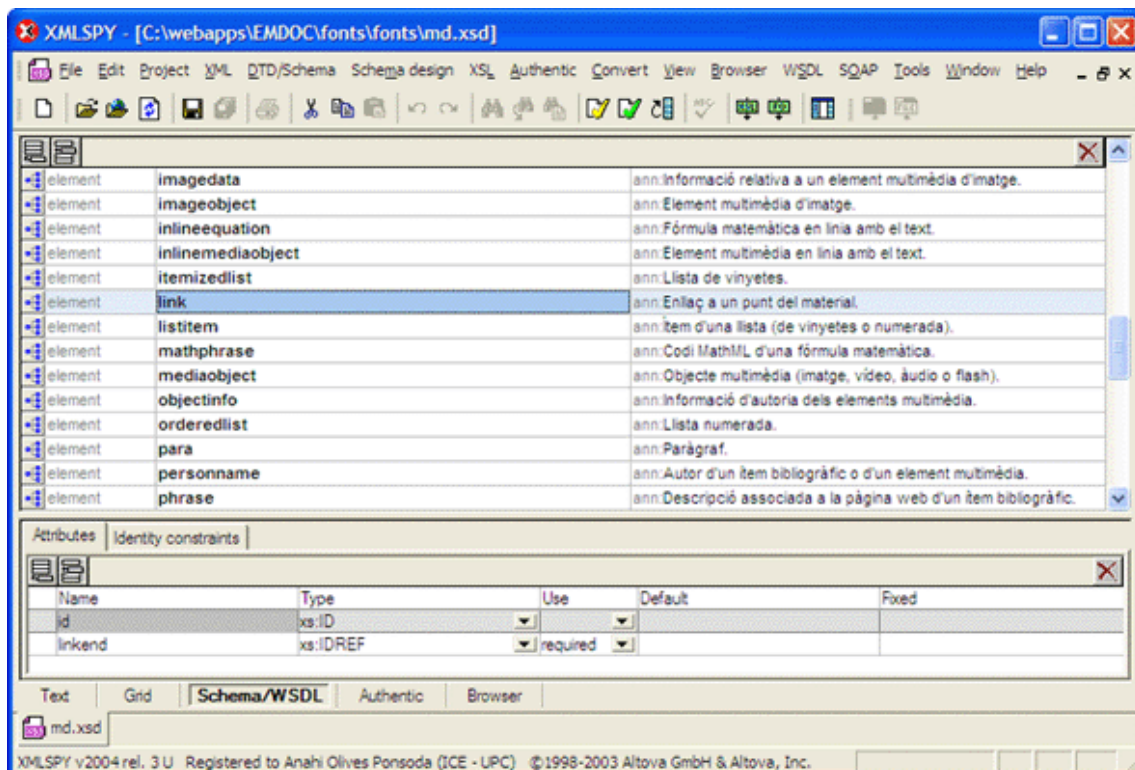 XMLSPY - [C:\webapps\EMDOC\fonts\fonts\md.xsd]
File Edit Project XML DTD/Schema Schema design XSL Authentic Convert View Browser WSDL SOAP Tools Window Help
element imagedata ann:Informació relativa a un element multimèdia d'imatge.
element imageobject ann:Element multimèdia d'imatge.
element inlineequation ann:Fórmula matemàtica en linia amb el text.
element inlinemediaobject ann:Element multimèdia en linia amb el text.
element itemizedlist ann:Llista de vinyetes.
element link ann:Enllaç a un punt del material.
element listitem ann:Ítem d'una llista (de vinyetes o numerada).
element mathphrase ann:Codi MathML d'una fórmula matemàtica.
element mediaobject ann:Objecte multimèdia (imatge, vídeo, àudio o flash).
element objectinfo ann:Informació d'autoria dels elements multimèdia.
element orderedlist ann:Llista numerada.
element para ann:Paràgraf.
element personname ann:Autor d'un ítem bibliogràfic o d'un element multimèdia.
element phrase ann:Descripció associada a la pàgina web d'un ítem bibliogràfic.
Attributes Identity constraints
Name Type Use Default Fixed
id xs:ID
linkend xs:IDREF required
Text Grid Schema/WSDL Authentic Browser
md.xsd
XMLSPY v2004 rel. 3 U Registered to Anahi Olives Ponsoda (ICE - UPC) ©1998-2003 Altova GmbH & Altova, Inc.